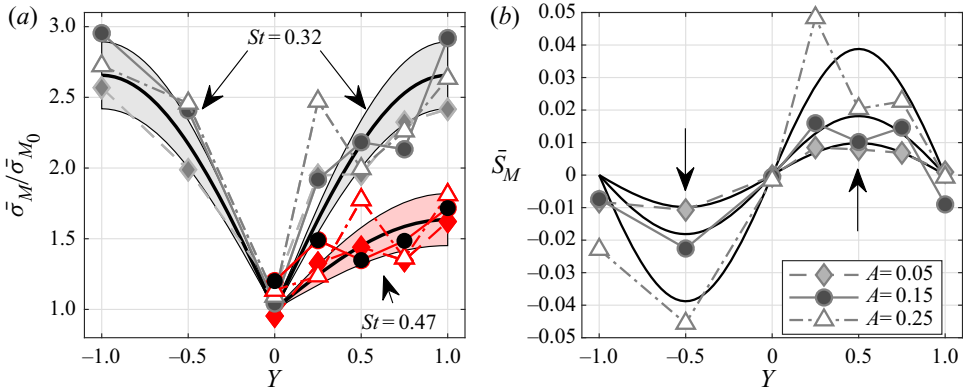 (a)
3.0
2.5
2.0
1.5
1.0
σ̄_M/σ̄_M₀
St = 0.32
St = 0.47
−1.0 −0.5 0 0.5 1.0
Y
(b)
0.05
0.04
0.03
0.02
0.01
0
−0.01
−0.02
−0.03
−0.04
−0.05
S̄_M
A = 0.05
A = 0.15
A = 0.25
−1.0 −0.5 0 0.5 1.0
Y